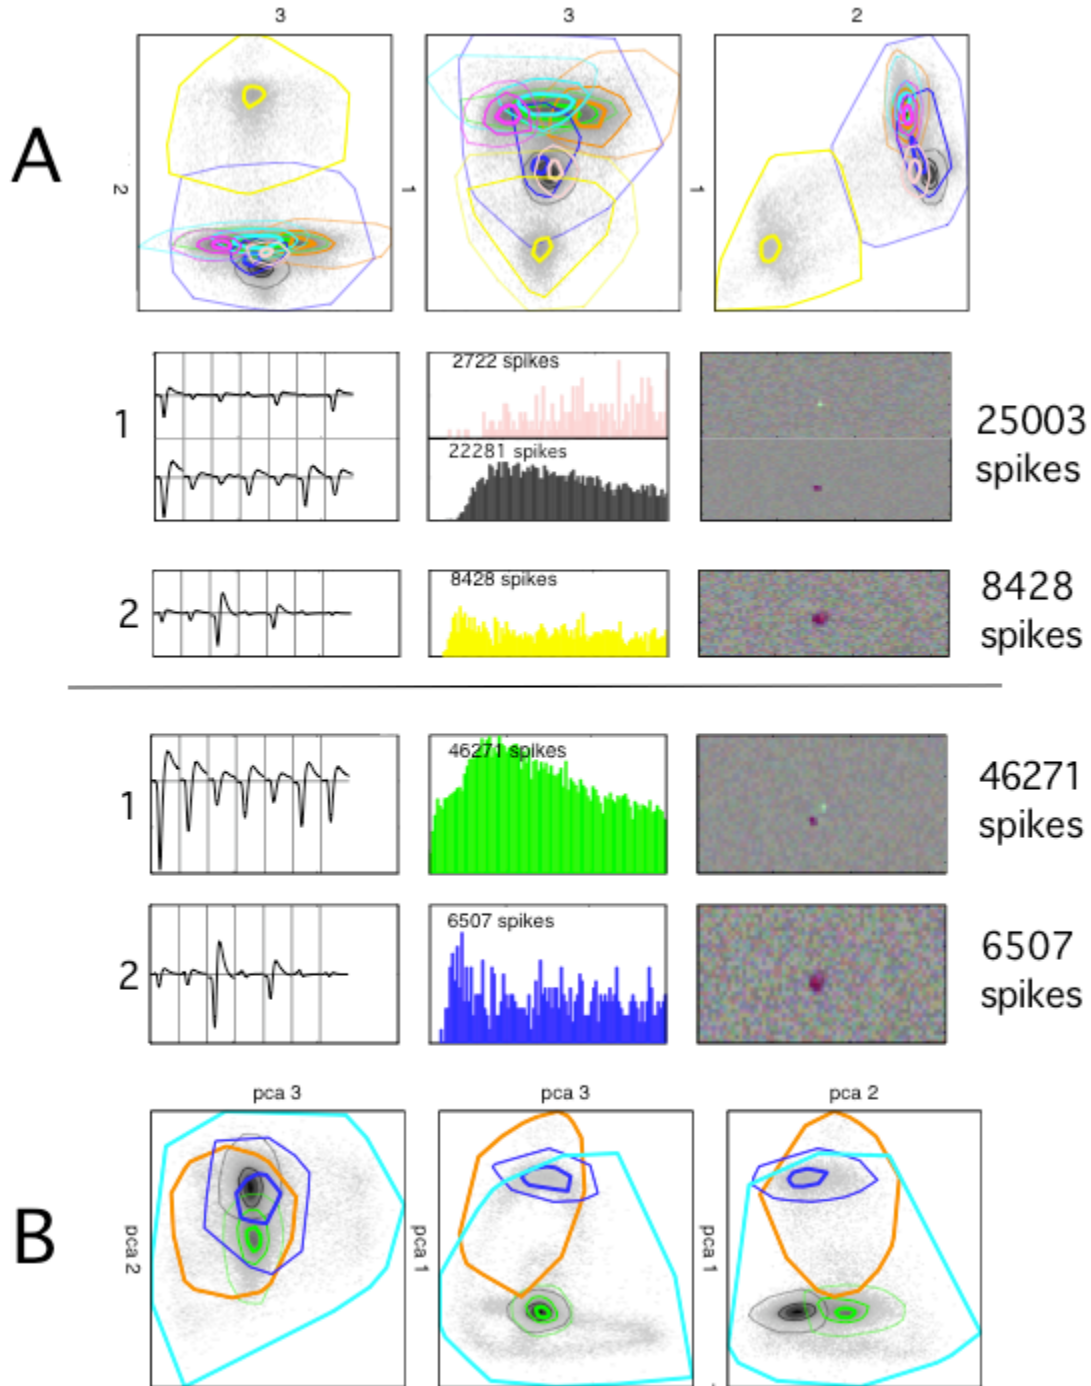 3 3 2
A
2 1 1
1
2722 spikes
22281 spikes
25003
spikes
2
8428 spikes
8428
spikes
1
46271 spikes
46271
spikes
2
6507 spikes
6507
spikes
pca 3 pca 3 pca 2
B
pca 2 pca 1 pca 1